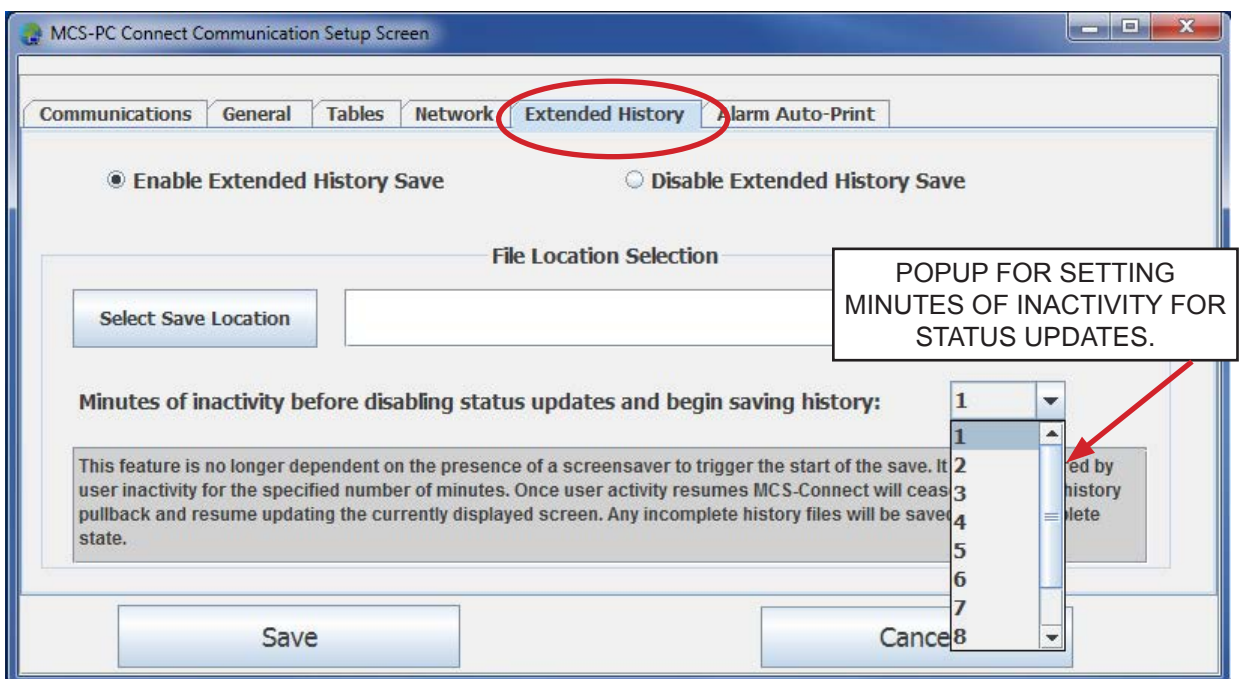 MCS-PC Connect Communication Setup Screen
Communications General Tables Network Extended History Alarm Auto-Print
Enable Extended History Save Disable Extended History Save
File Location Selection
Select Save Location
POPUP FOR SETTING
MINUTES OF INACTIVITY FOR
STATUS UPDATES.
Minutes of inactivity before disabling status updates and begin saving history: 1
1
2
3
4
5
6
7
8
This feature is no longer dependent on the presence of a screensaver to trigger the start of the save. It red by
user inactivity for the specified number of minutes. Once user activity resumes MCS-Connect will ceas history
pullback and resume updating the currently displayed screen. Any incomplete history files will be save plete
state.
Save Cance